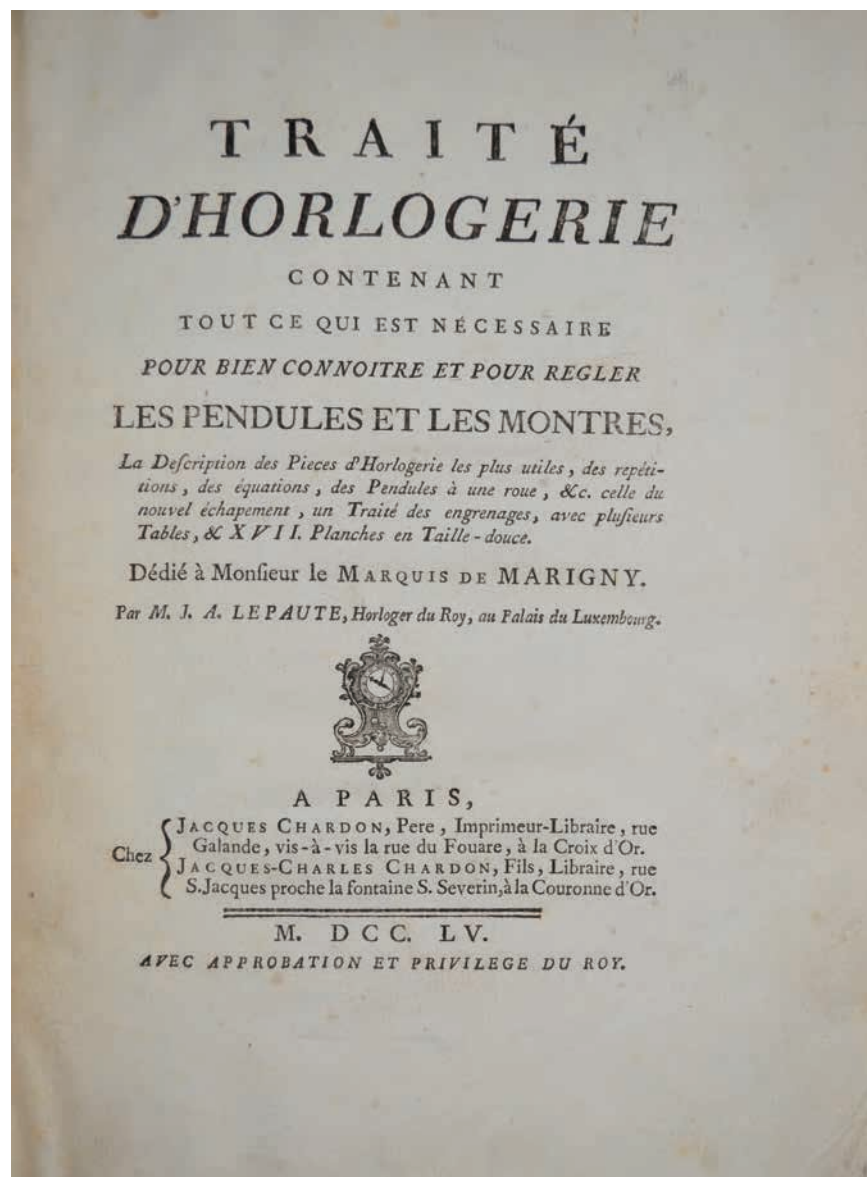 TRAITÉ
D'HORLOGERIE
CONTENANT
TOUT CE QUI EST NÉCESSAIRE
POUR BIEN CONNOITRE ET POUR REGLER
LES PENDULES ET LES MONTRES,
La Deſcription des Pieces d'Horlogerie les plus utiles, des repéti-
tions, des équations, des Pendules à une roue, &c. celle du
nouvel échapement, un Traité des engrenages, avec pluſieurs
Tables, & XVII. Planches en Taille-douce.
Dédié à Monſieur le MARQUIS DE MARIGNY.
Par M. J. A. LEPAUTE, Horloger du Roy, au Palais du Luxembourg.
A PARIS,
Chez { JACQUES CHARDON, Pere, Imprimeur-Libraire, rue
Galande, vis-à-vis la rue du Fouare, à la Croix d'Or.
JACQUES-CHARLES CHARDON, Fils, Libraire, rue
S.Jacques proche la fontaine S. Severin, à la Couronne d'Or.
M. DCC. LV.
AVEC APPROBATION ET PRIVILEGE DU ROY.